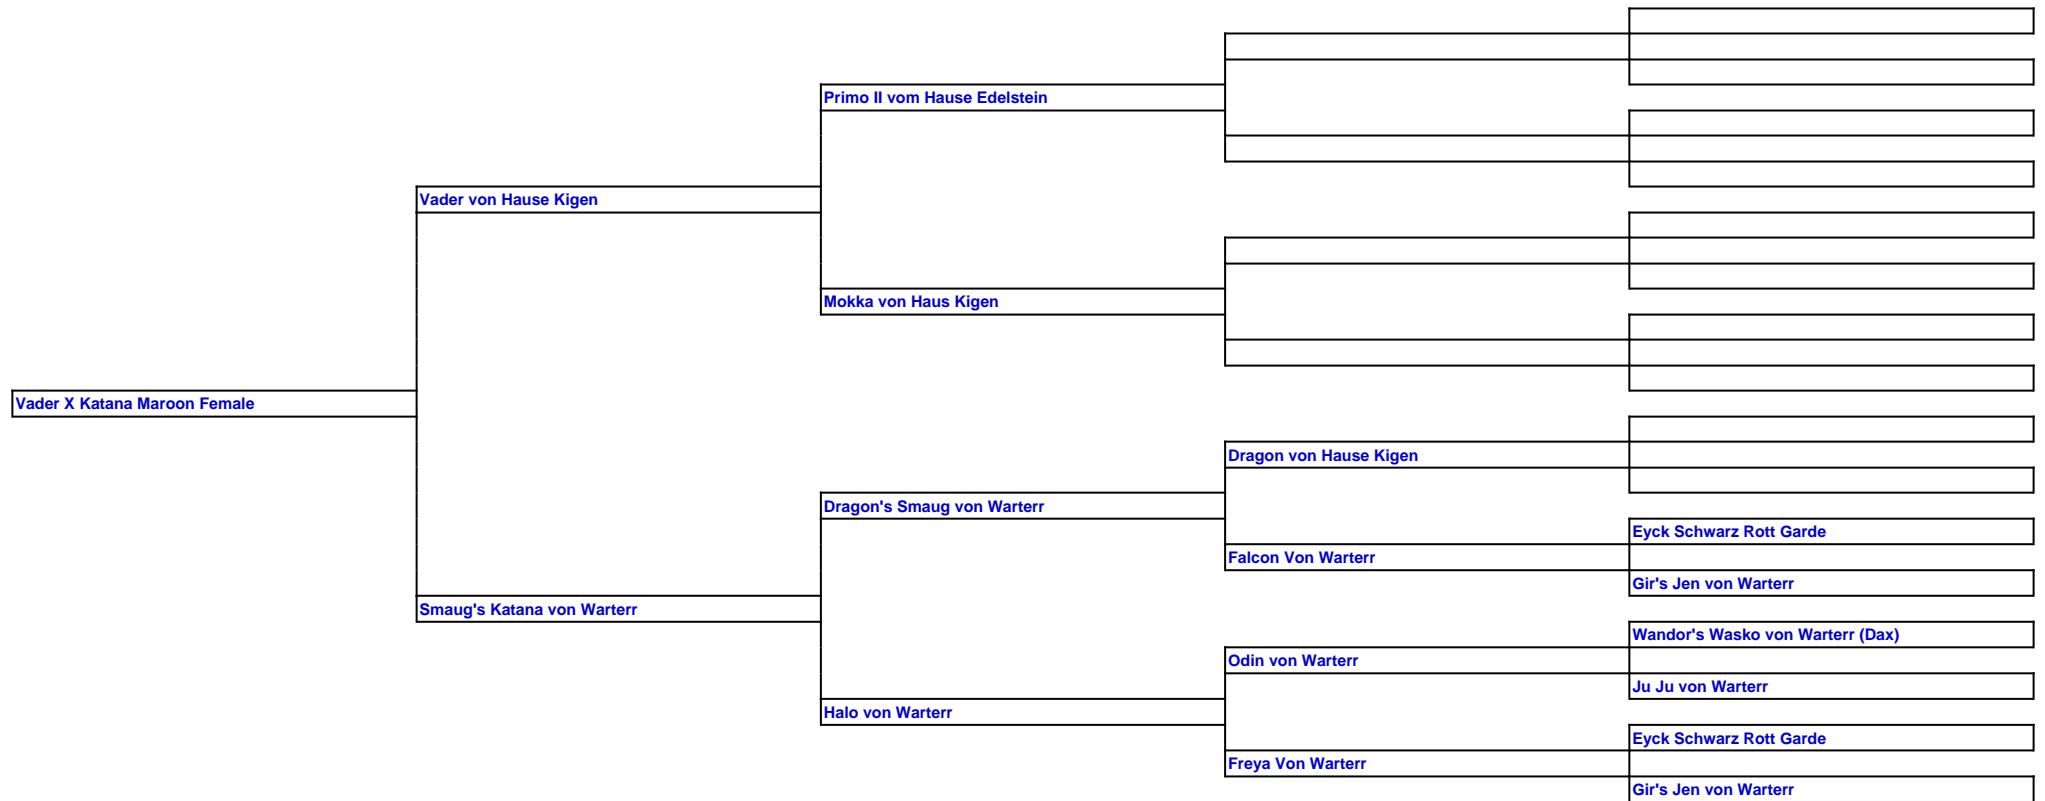 Primo II vom Hause Edelstein
Vader von Hause Kigen
Mokka von Haus Kigen
Vader X Katana Maroon Female
Dragon von Hause Kigen
Dragon's Smaug von Warterr
Eyck Schwarz Rott Garde
Falcon Von Warterr
Gir's Jen von Warterr
Smaug's Katana von Warterr
Wandor's Wasko von Warterr (Dax)
Odin von Warterr
Ju Ju von Warterr
Halo von Warterr
Eyck Schwarz Rott Garde
Freya Von Warterr
Gir's Jen von Warterr